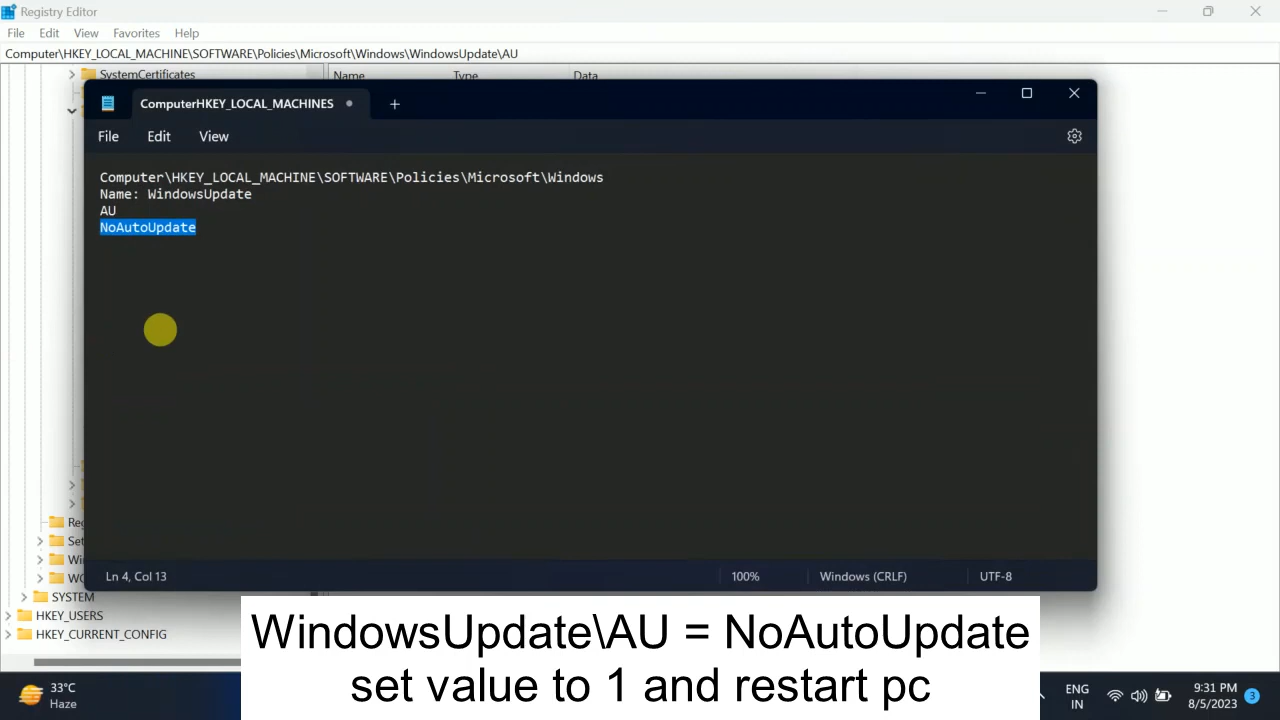 Registry Editor
File Edit View Favorites Help
Computer\HKEY_LOCAL_MACHINE\SOFTWARE\Policies\Microsoft\Windows\WindowsUpdate\AU
SystemCertificates
Name Type Data
ComputerHKEY_LOCAL_MACHINES
File Edit View
Computer\HKEY_LOCAL_MACHINE\SOFTWARE\Policies\Microsoft\Windows
Name: WindowsUpdate
AU
NoAutoUpdate
Ln 4, Col 13 100% Windows (CRLF) UTF-8
SYSTEM
HKEY_USERS
HKEY_CURRENT_CONFIG
WindowsUpdate\AU = NoAutoUpdate
set value to 1 and restart pc
33°C
Haze
ENG
IN
9:31 PM
8/5/2023
3